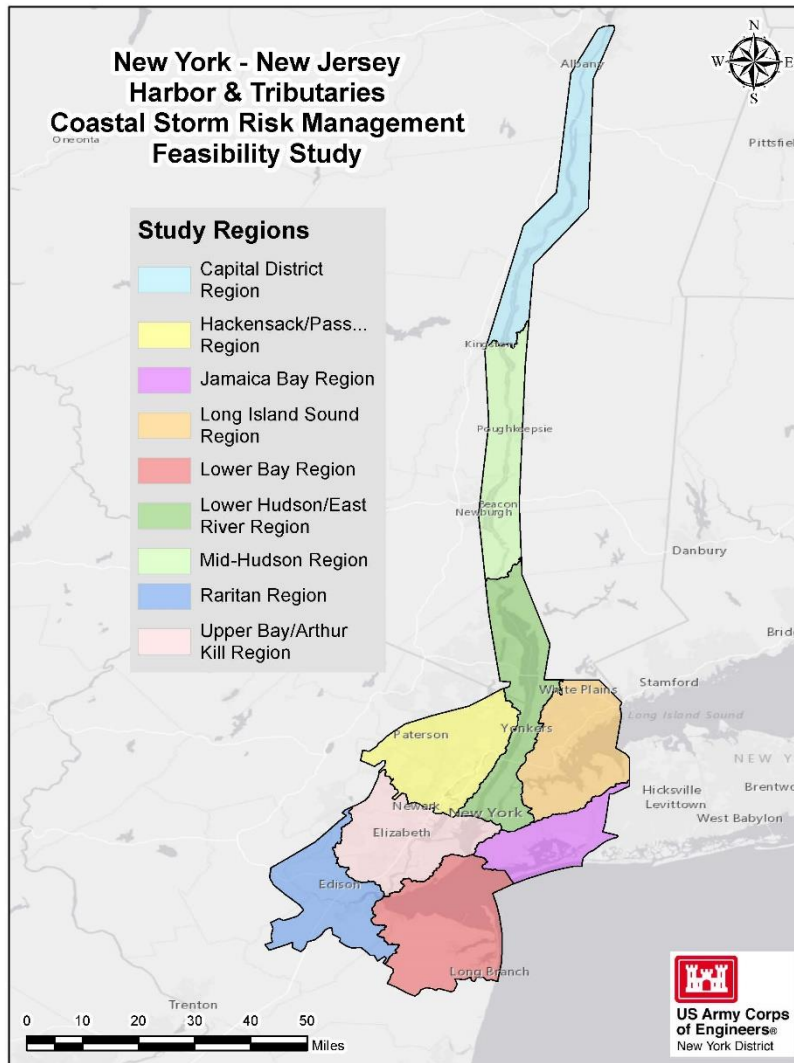 New York - New Jersey
Harbor & Tributaries
Coastal Storm Risk Management
Feasibility Study
N
W
E
S
Albany
Oneonta
Pittsfield
Study Regions
Capital District
Region
Hackensack/Pass...
Region
Jamaica Bay Region
Long Island Sound
Region
Lower Bay Region
Lower Hudson/East
River Region
Mid-Hudson Region
Raritan Region
Upper Bay/Arthur
Kill Region
Poughkeepsie
Beacon
Newburgh
Danbury
White Plains
Stamford
Long Island Sound
Paterson
Yonkers
NEW Y
Hicksville
Levittown
Brentwo
West Babylon
Newark
New York
Elizabeth
Edison
Long Branch
Trenton
0 10 20 30 40 50
Miles
US Army Corps
of Engineers®
New York District